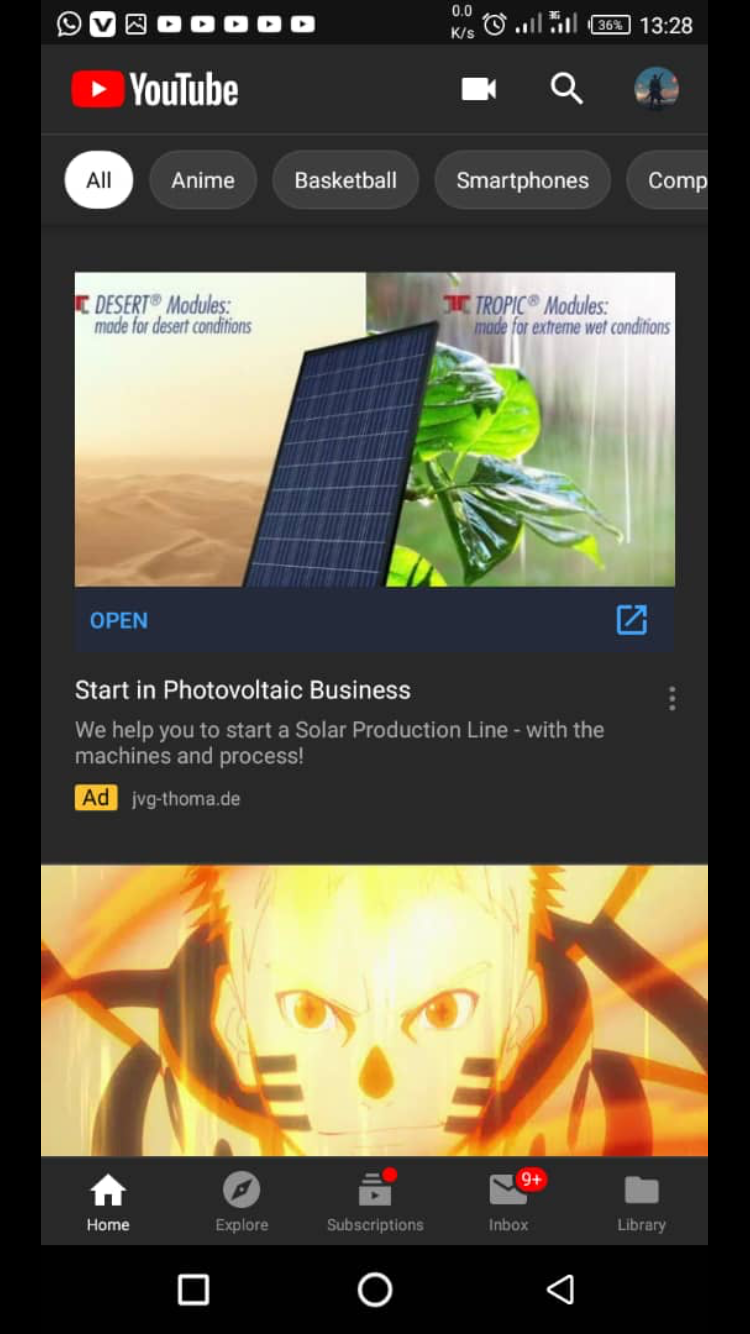 0.0
K/s
3G
36%
13:28
YouTube
All
Anime
Basketball
Smartphones
Comp
DESERT® Modules:
made for desert conditions
TROPIC® Modules:
made for extreme wet conditions
OPEN
Start in Photovoltaic Business
We help you to start a Solar Production Line - with the
machines and process!
Ad
jvg-thoma.de
9+
Home
Explore
Subscriptions
Inbox
Library